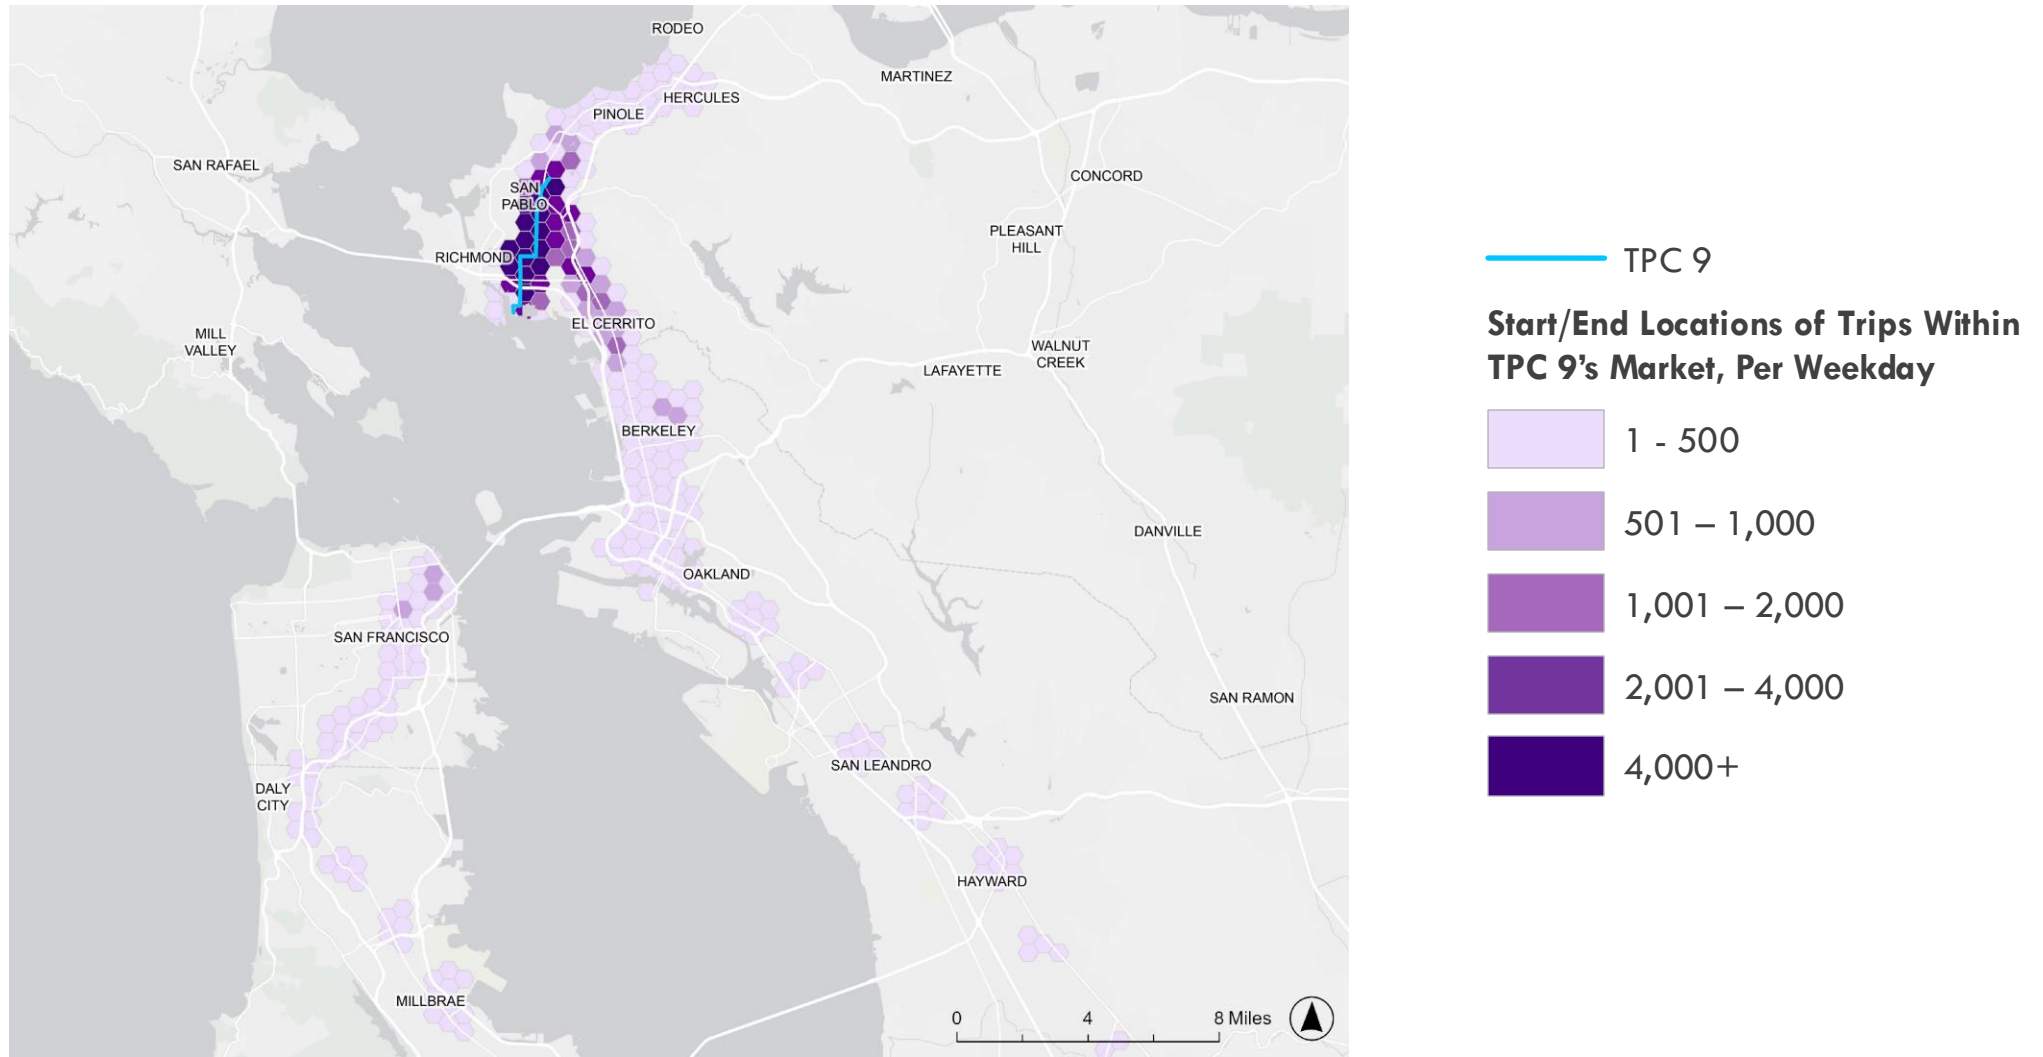 RODEO
MARTINEZ
HERCULES
PINOLE
SAN RAFAEL
CONCORD
SAN
PABLO
PLEASANT
HILL
RICHMOND
EL CERRITO
MILL
VALLEY
WALNUT
CREEK
LAFAYETTE
BERKELEY
DANVILLE
OAKLAND
SAN FRANCISCO
SAN RAMON
SAN LEANDRO
DALY
CITY
HAYWARD
MILLBRAE
0 4 8 Miles
TPC 9
Start/End Locations of Trips Within
TPC 9’s Market, Per Weekday
1 - 500
501 – 1,000
1,001 – 2,000
2,001 – 4,000
4,000+